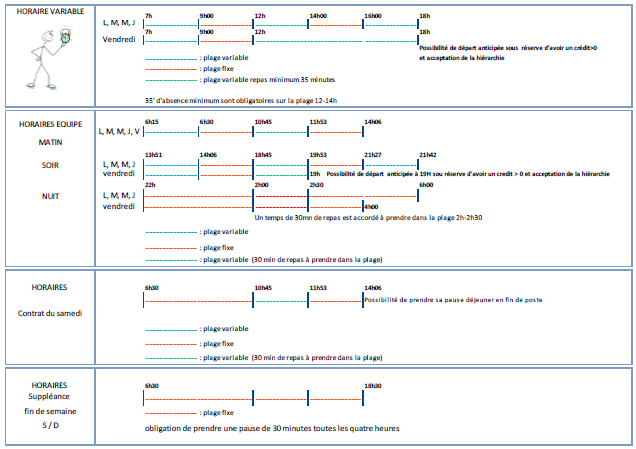 HORAIRE VARIABLE
7h 9h00 12h 14h00 16h00 18h
L, M, M, J
7h 9h00 12h 18h
Vendredi
Possibilité de départ anticipée sous réserve d'avoir un crédit>0
et acceptation de la hiérarchie
: plage variable
: plage fixe
: plage variable repas minimum 35 minutes
35' d'absence minimum sont obligatoires sur la plage 12-14h
HORAIRES EQUIPE
6h15 6h30 10h45 11h53 14h06
MATIN
L, M, M, J, V
13h51 14h06 18h45 19h53 21h27 21h42
SOIR
L, M, M, J
vendredi
19h Possibilité de départ anticipée à 19H sou réserve d'avoir un credit > 0 et acceptation de la hiérarchie
22h 2h00 2h30 6h00
NUIT
L, M, M, J
vendredi
4h00
Un temps de 30mn de repas est accordé à prendre dans la plage 2h-2h30
: plage variable
: plage fixe
: plage variable (30 min de repas à prendre dans la plage)
HORAIRES
6h30 10h45 11h53 14h06
Possibilité de prendre sa pause déjeuner en fin de poste
Contrat du samedi
: plage variable
: plage fixe
: plage variable (30 min de repas à prendre dans la plage)
HORAIRES
6h30 18h30
Suppléance
fin de semaine
: plage fixe
S / D
obligation de prendre une pause de 30 minutes toutes les quatre heures